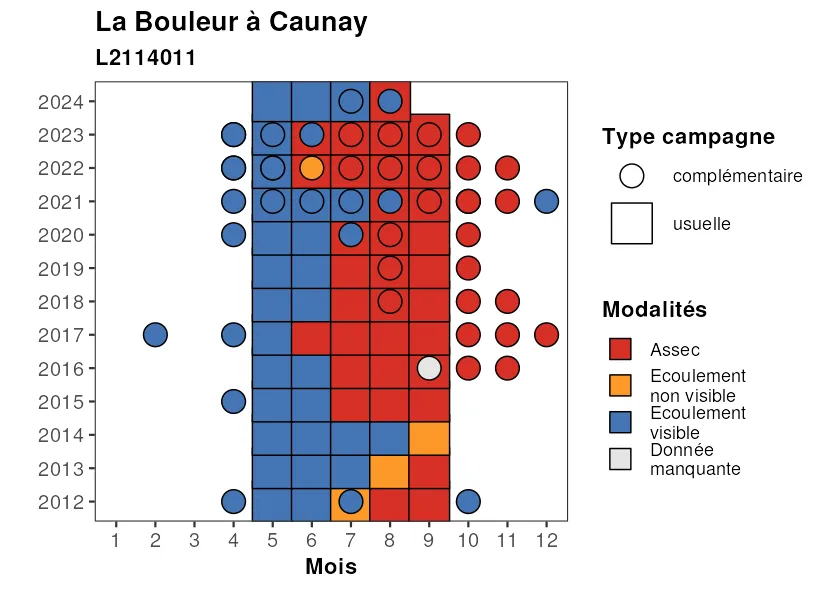 La Bouleur à Caunay
L2114011
2024
2023
2022
2021
2020
2019
2018
2017
2016
2015
2014
2013
2012
1 2 3 4 5 6 7 8 9 10 11 12
Mois
Type campagne
complémentaire
usuelle
Modalités
Assec
Ecoulement
non visible
Ecoulement
visible
Donnée
manquante